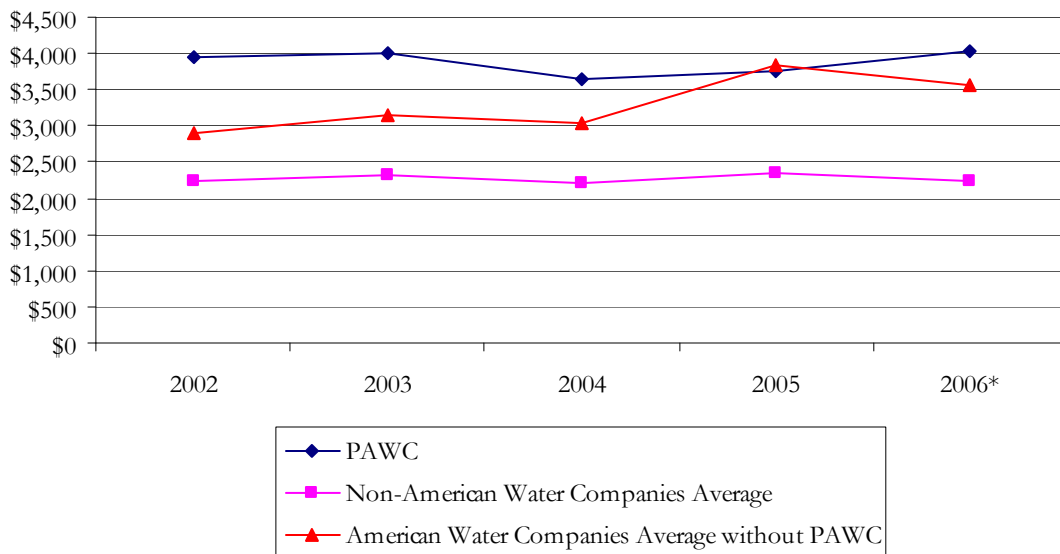 $4,500
$4,000
$3,500
$3,000
$2,500
$2,000
$1,500
$1,000
$500
$0
2002 2003 2004 2005 2006*
PAWC
Non-American Water Companies Average
American Water Companies Average without PAWC